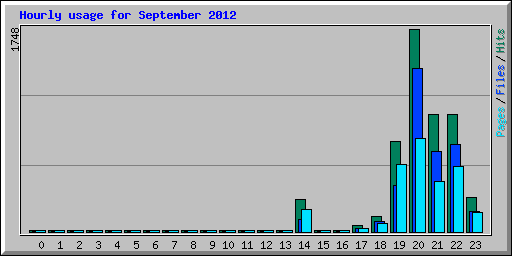 Hourly usage for September 2012
1748
Pages / Files / Hits
0 1 2 3 4 5 6 7 8 9 10 11 12 13 14 15 16 17 18 19 20 21 22 23